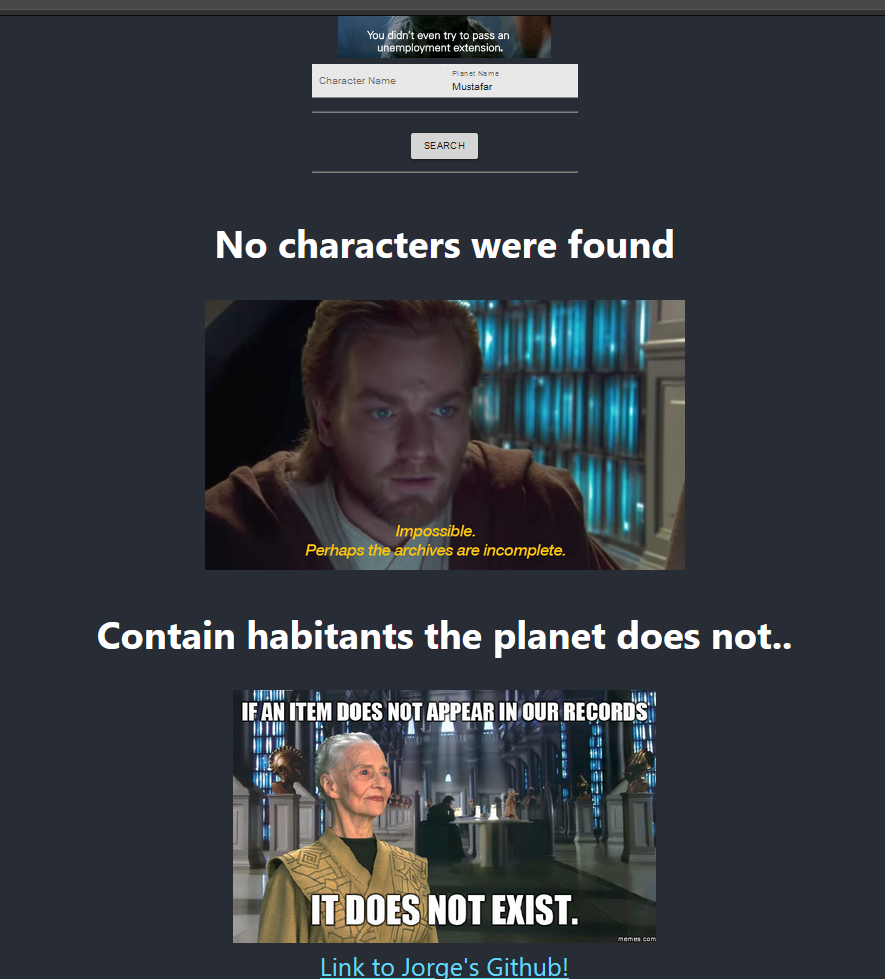 You didn't even try to pass an
unemployment extension.
Character Name
Planet Name
Mustafar
SEARCH
No characters were found
Impossible.
Perhaps the archives are incomplete.
Contain habitants the planet does not..
IF AN ITEM DOES NOT APPEAR IN OUR RECORDS
IT DOES NOT EXIST.
memes.com
Link to Jorge's Github!